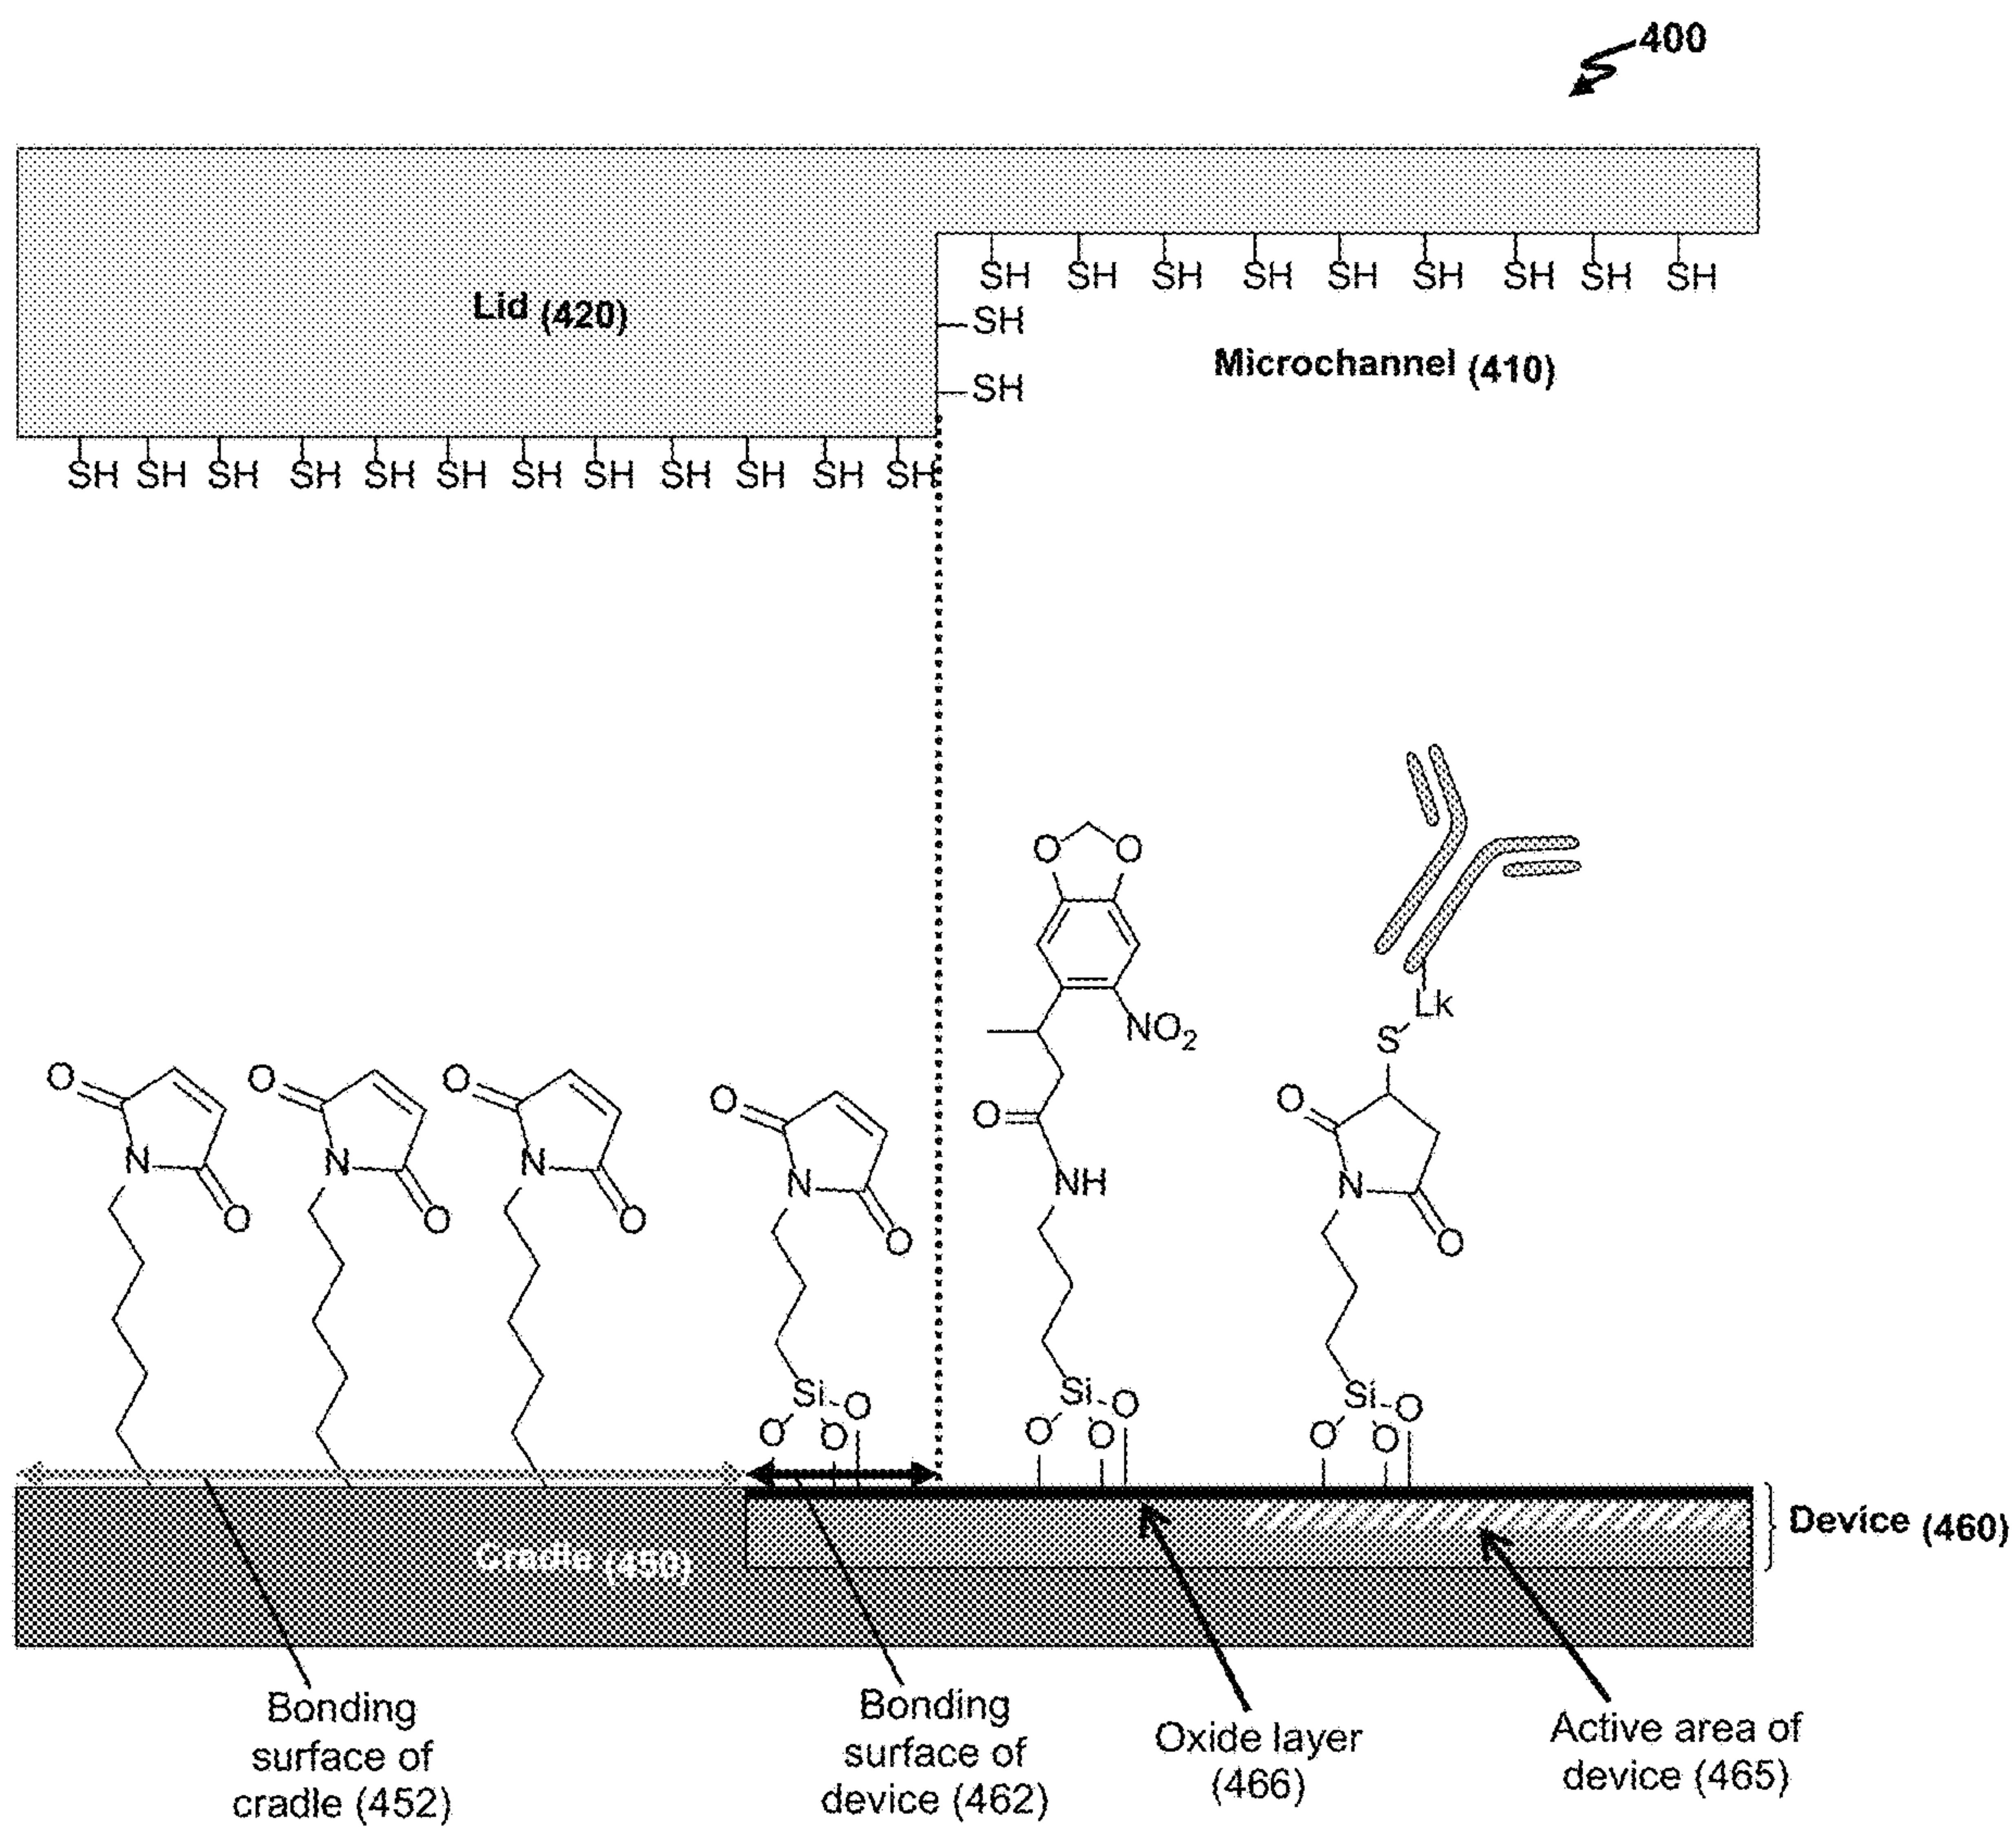 400
SH SH SH SH SH SH SH SH SH
Lid (420)
SH
Microchannel (410)
SH
SH SH SH SH SH SH SH SH SH SH SH SH
O O
NO2
Lk
S
O O O O O O
N N N N NH N
O O O O O
Si O Si O Si O
O O O O O O
Device (460)
Cradle (450)
Bonding
surface of
cradle (452)
Bonding
surface of
device (462)
Oxide layer
(466)
Active area of
device (465)